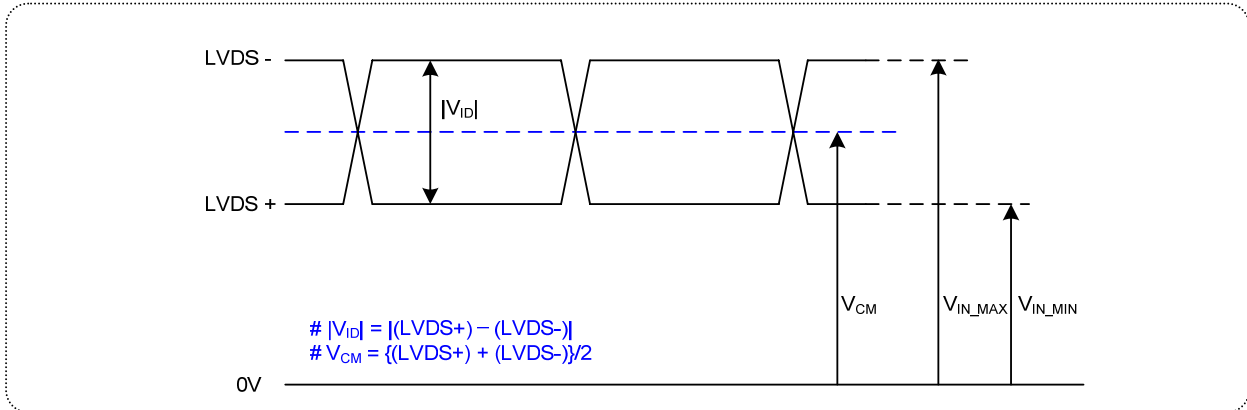 LVDS -
|VID|
LVDS +
VCM
VIN_MAX
VIN_MIN
# |VID| = |(LVDS+) – (LVDS-)|
# VCM = {(LVDS+) + (LVDS-)}/2
0V